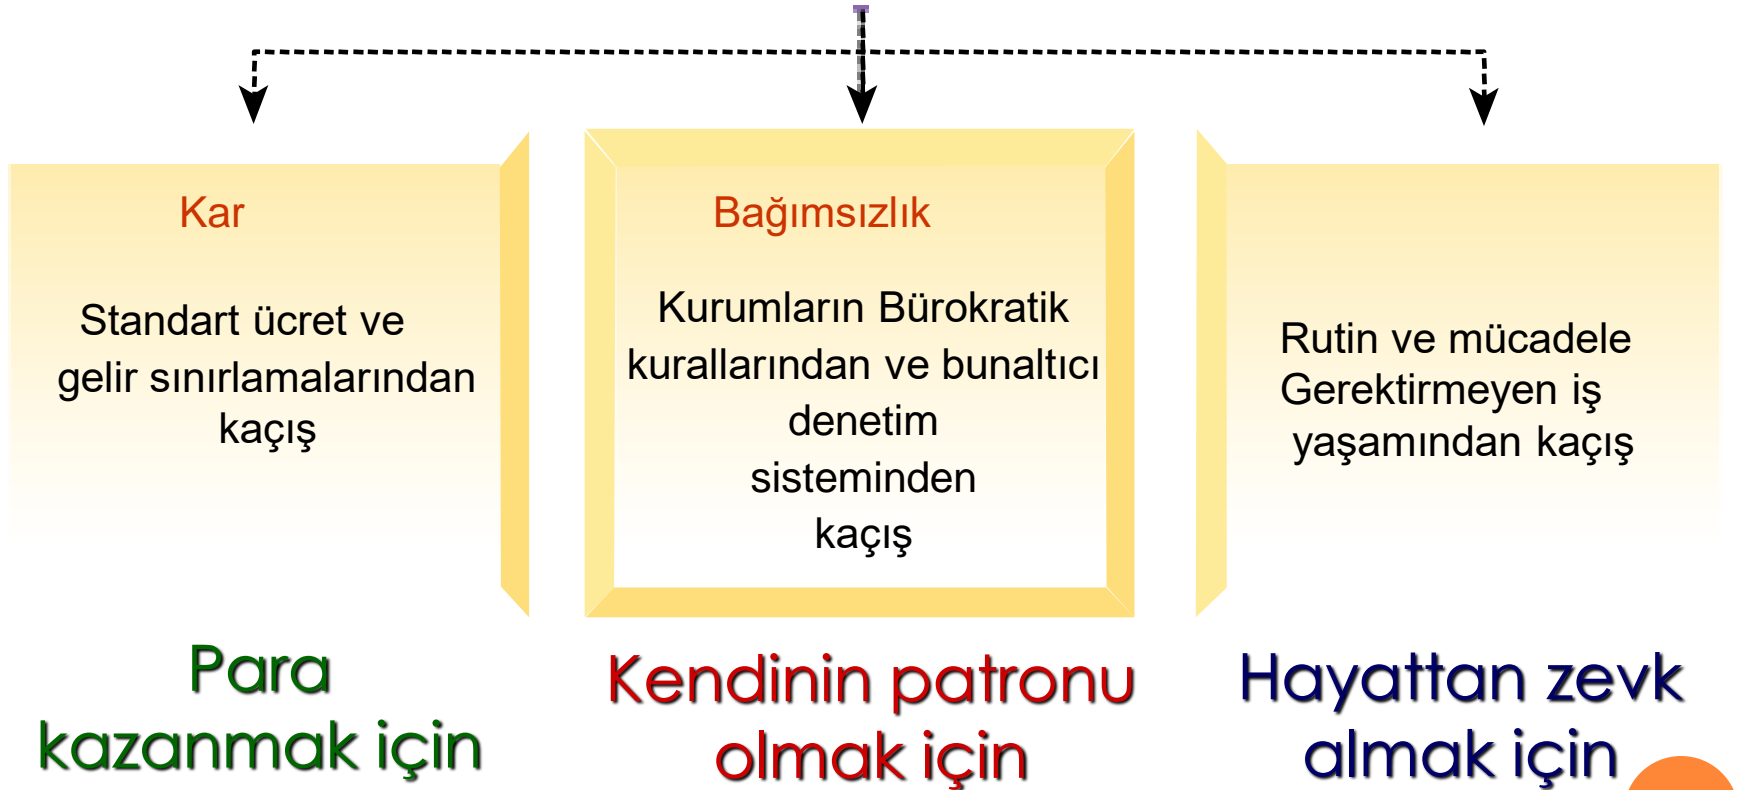 Kar
Standart ücret ve
gelir sınırlamalarından
kaçış
Bağımsızlık
Kurumların Bürokratik
kurallarından ve bunaltıcı
denetim
sisteminden
kaçış
Rutin ve mücadele
Gerektirmeyen iş
yaşamından kaçış
Para
kazanmak için
Kendinin patronu
olmak için
Hayattan zevk
almak için